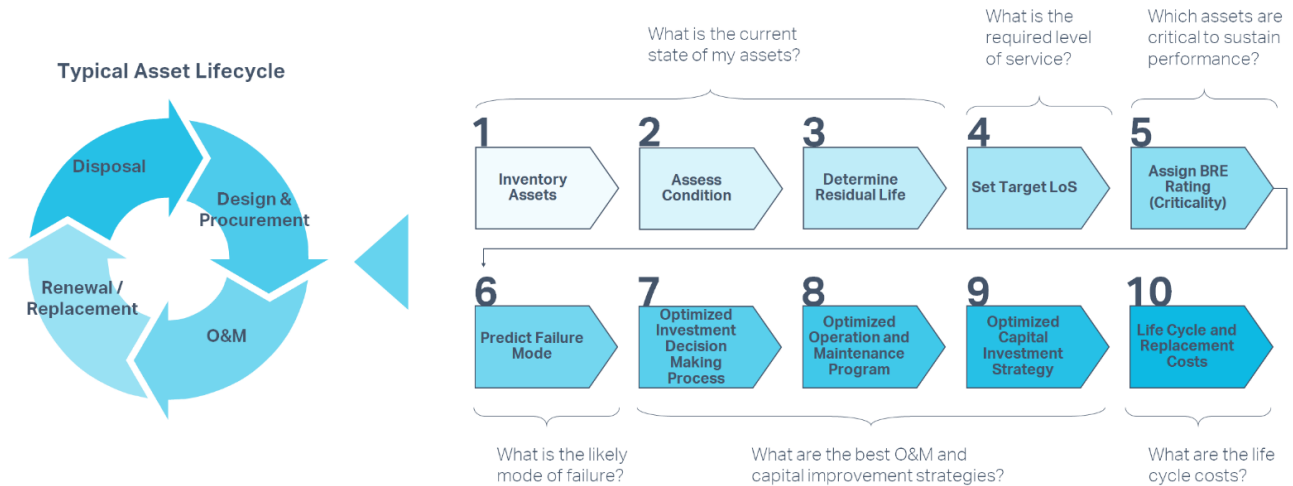 Typical Asset Lifecycle
Disposal
Design &
Procurement
O&M
Renewal /
Replacement
What is the current
state of my assets?
What is the
required level
of service?
Which assets are
critical to sustain
performance?
1
Inventory
Assets
2
Assess
Condition
3
Determine
Residual Life
4
Set Target LoS
5
Assign BRE
Rating
(Criticality)
6
Predict Failure
Mode
7
Optimized
Investment
Decision
Making
Process
8
Optimized
Operation and
Maintenance
Program
9
Optimized
Capital
Investment
Strategy
10
Life Cycle and
Replacement
Costs
What is the likely
mode of failure?
What are the best O&M and
capital improvement strategies?
What are the life
cycle costs?